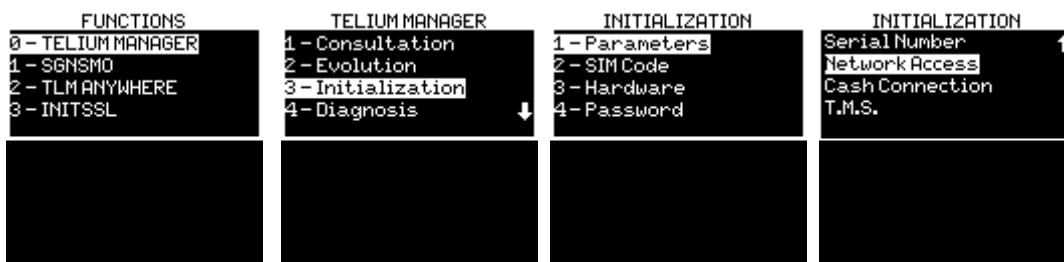 FUNCTIONS
0-TELIUM MANAGER
1-SGNSMO
2-TLM ANYWHERE
3-INITSSL
TELIUM MANAGER
1-Consultation
2-Evolution
3-Initialization
4-Diagnosis
INITIALIZATION
1-Parameters
2-SIM Code
3-Hardware
4-Password
INITIALIZATION
Serial Number
Network Access
Cash Connection
T.M.S.